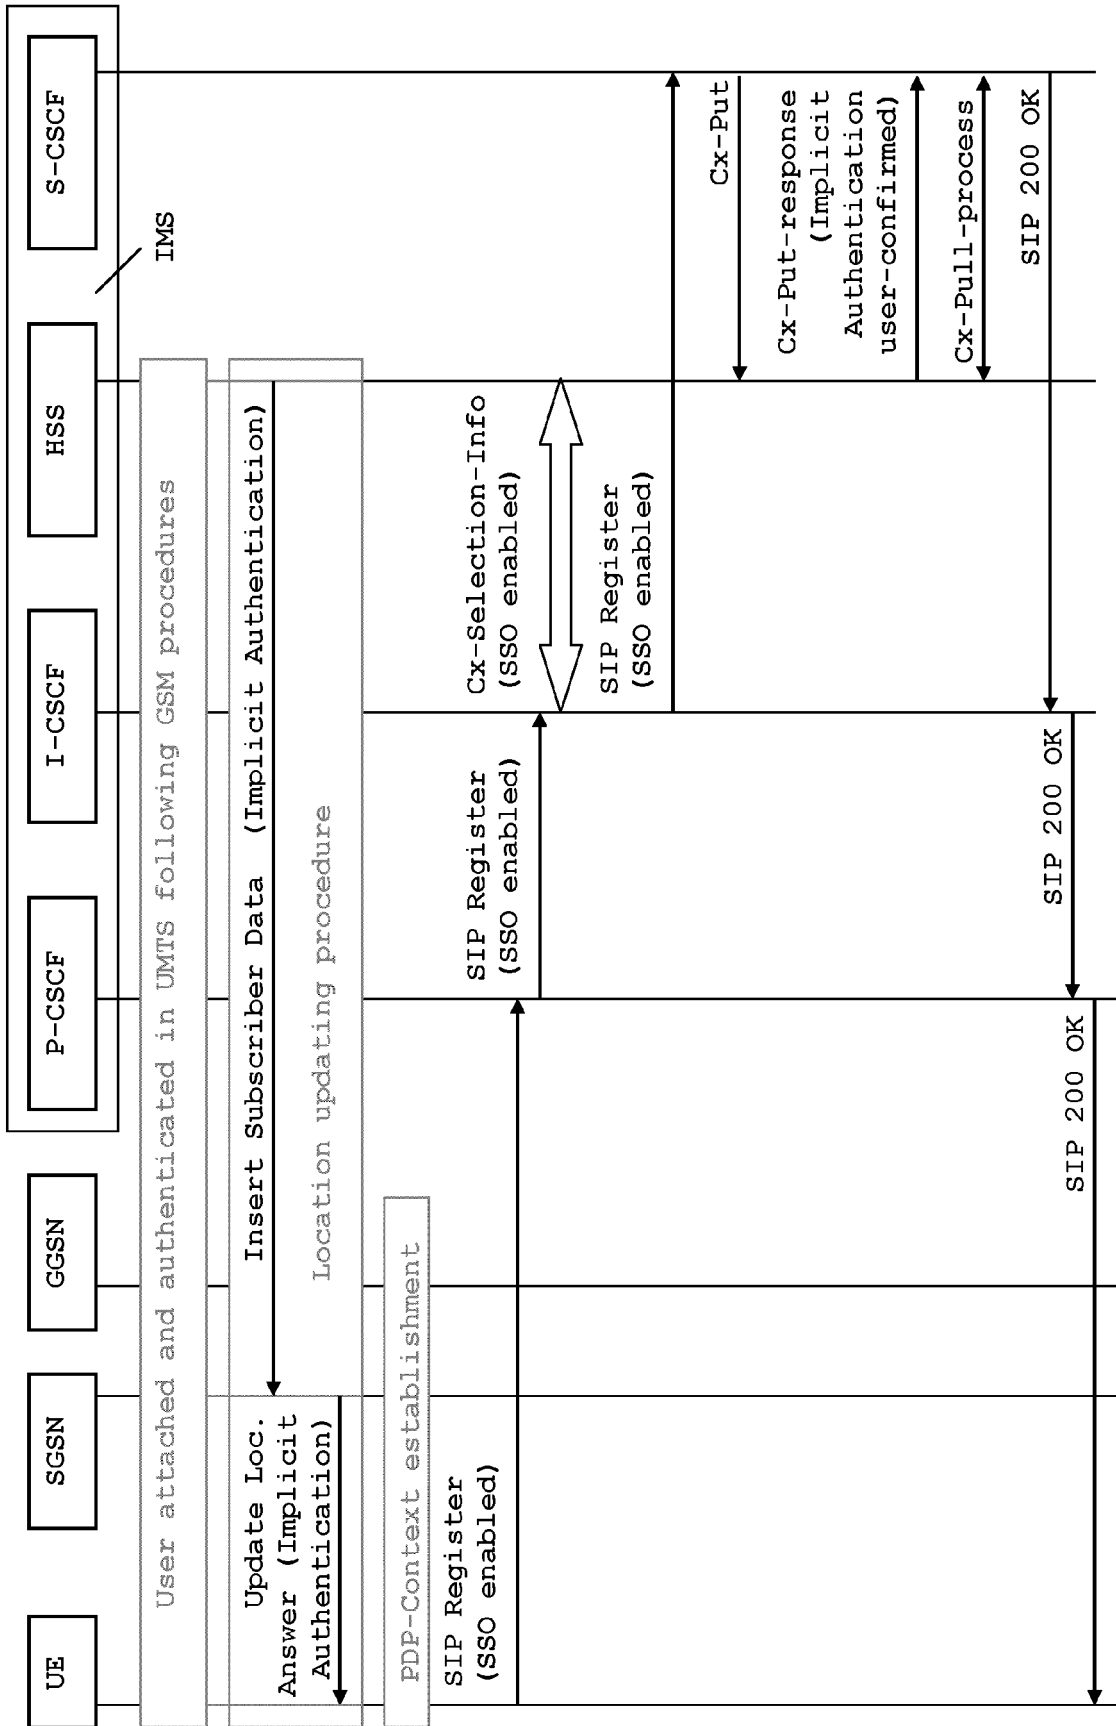 UE
SGSN
GGSN
P-CSCF
I-CSCF
HSS
S-CSCF
IMS
User attached and authenticated in UMTS following GSM procedures
Insert Subscriber Data (Implicit Authentication)
Update Loc.
Answer (Implicit
Authentication)
Location updating procedure
PDP-Context establishment
SIP Register
(SSO enabled)
SIP Register
(SSO enabled)
Cx-Selection-Info
(SSO enabled)
SIP Register
(SSO enabled)
Cx-Put
Cx-Put-response
(Implicit
Authentication
user-confirmed)
Cx-Pull-process
SIP 200 OK
SIP 200 OK
SIP 200 OK